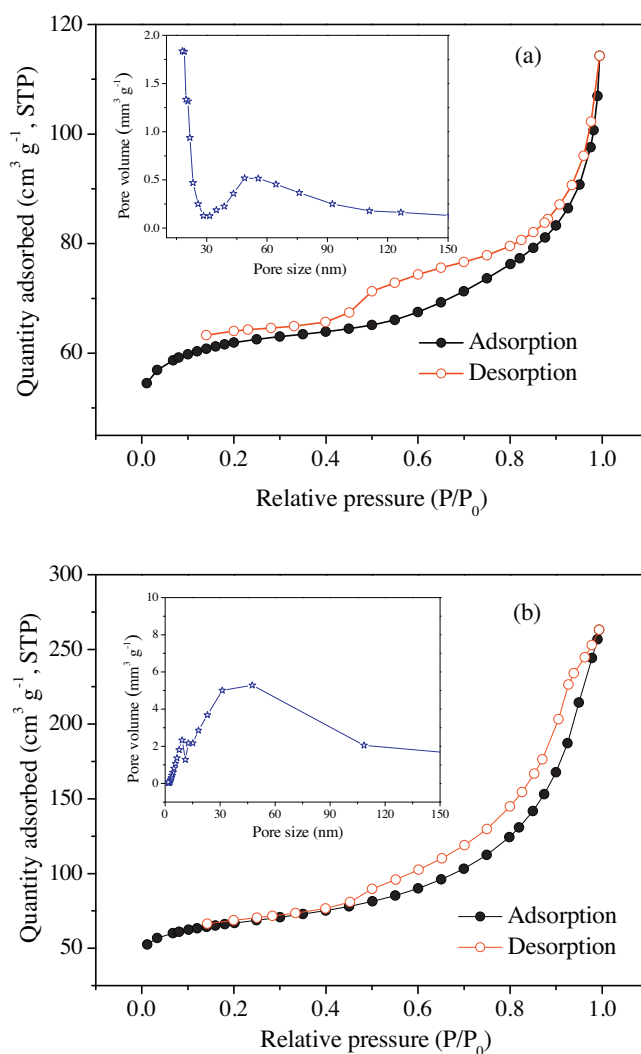 120
100
80
60
Quantity adsorbed (cm³ g⁻¹, STP)
(a)
2.0
1.5
1.0
0.5
0.0
Pore volume (mm³ g⁻¹)
30 60 90 120 150
Pore size (nm)
Adsorption
Desorption
0.0 0.2 0.4 0.6 0.8 1.0
Relative pressure (P/P₀)
300
250
200
150
100
50
Quantity adsorbed (cm³ g⁻¹, STP)
(b)
10
8
6
4
2
0
Pore volume (mm³ g⁻¹)
0 30 60 90 120 150
Pore size (nm)
Adsorption
Desorption
0.0 0.2 0.4 0.6 0.8 1.0
Relative pressure (P/P₀)